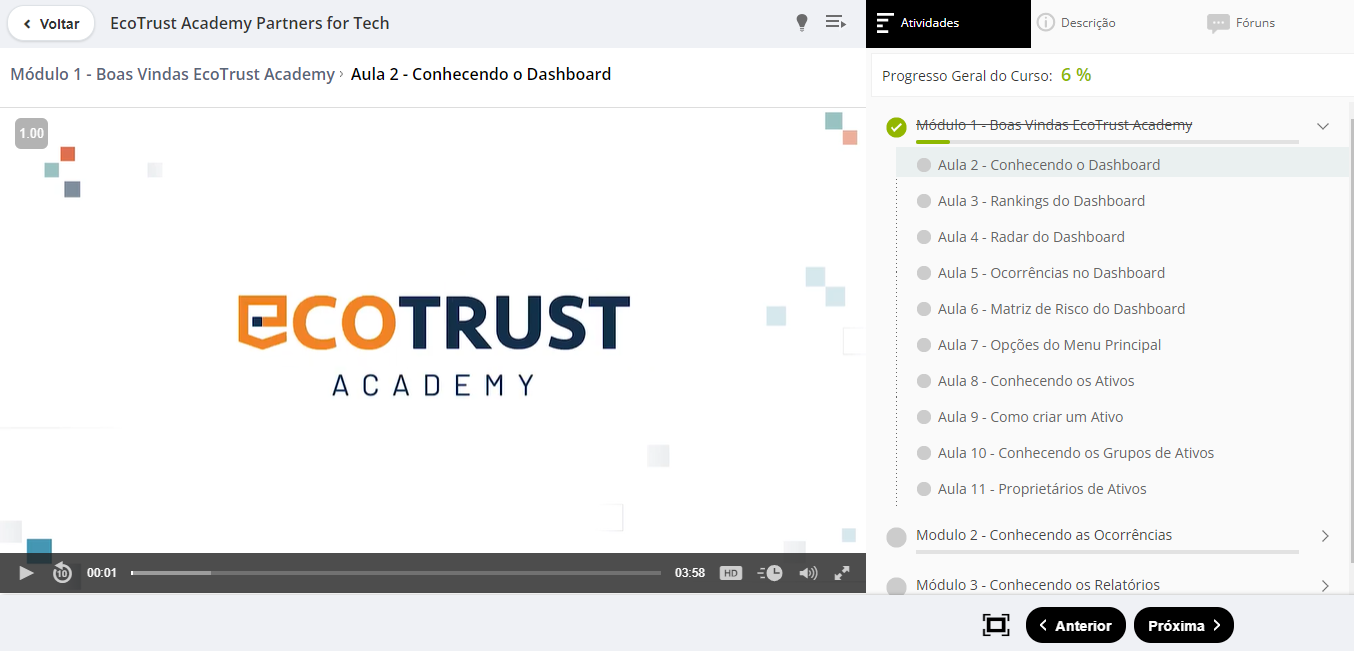 Voltar
EcoTrust Academy Partners for Tech
Módulo 1 - Boas Vindas EcoTrust Academy › Aula 2 - Conhecendo o Dashboard
1.00
ECOTRUST
ACADEMY
10
00:01
03:58
HD
Atividades
Descrição
Fóruns
Progresso Geral do Curso: 6 %
Módulo 1 - Boas Vindas EcoTrust Academy
Aula 2 - Conhecendo o Dashboard
Aula 3 - Rankings do Dashboard
Aula 4 - Radar do Dashboard
Aula 5 - Ocorrências no Dashboard
Aula 6 - Matriz de Risco do Dashboard
Aula 7 - Opções do Menu Principal
Aula 8 - Conhecendo os Ativos
Aula 9 - Como criar um Ativo
Aula 10 - Conhecendo os Grupos de Ativos
Aula 11 - Proprietários de Ativos
Modulo 2 - Conhecendo as Ocorrências
Módulo 3 - Conhecendo os Relatórios
Anterior
Próxima